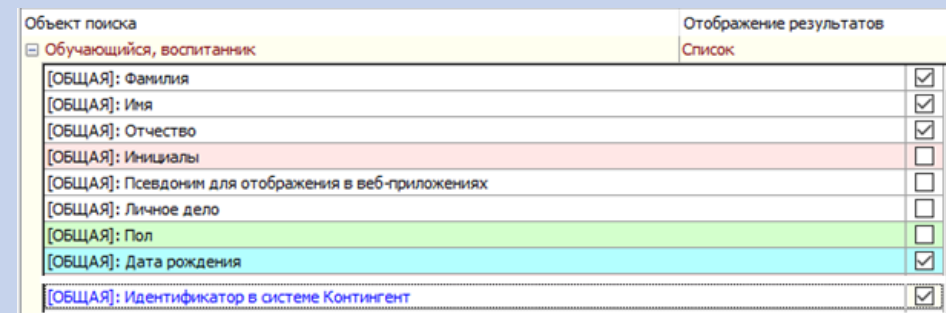 Объект поиска Отображение результатов
Обучающийся, воспитанник Список
[ОБЩАЯ]: Фамилия
[ОБЩАЯ]: Имя
[ОБЩАЯ]: Отчество
[ОБЩАЯ]: Инициалы
[ОБЩАЯ]: Псевдоним для отображения в веб-приложениях
[ОБЩАЯ]: Личное дело
[ОБЩАЯ]: Пол
[ОБЩАЯ]: Дата рождения
[ОБЩАЯ]: Идентификатор в системе Контингент